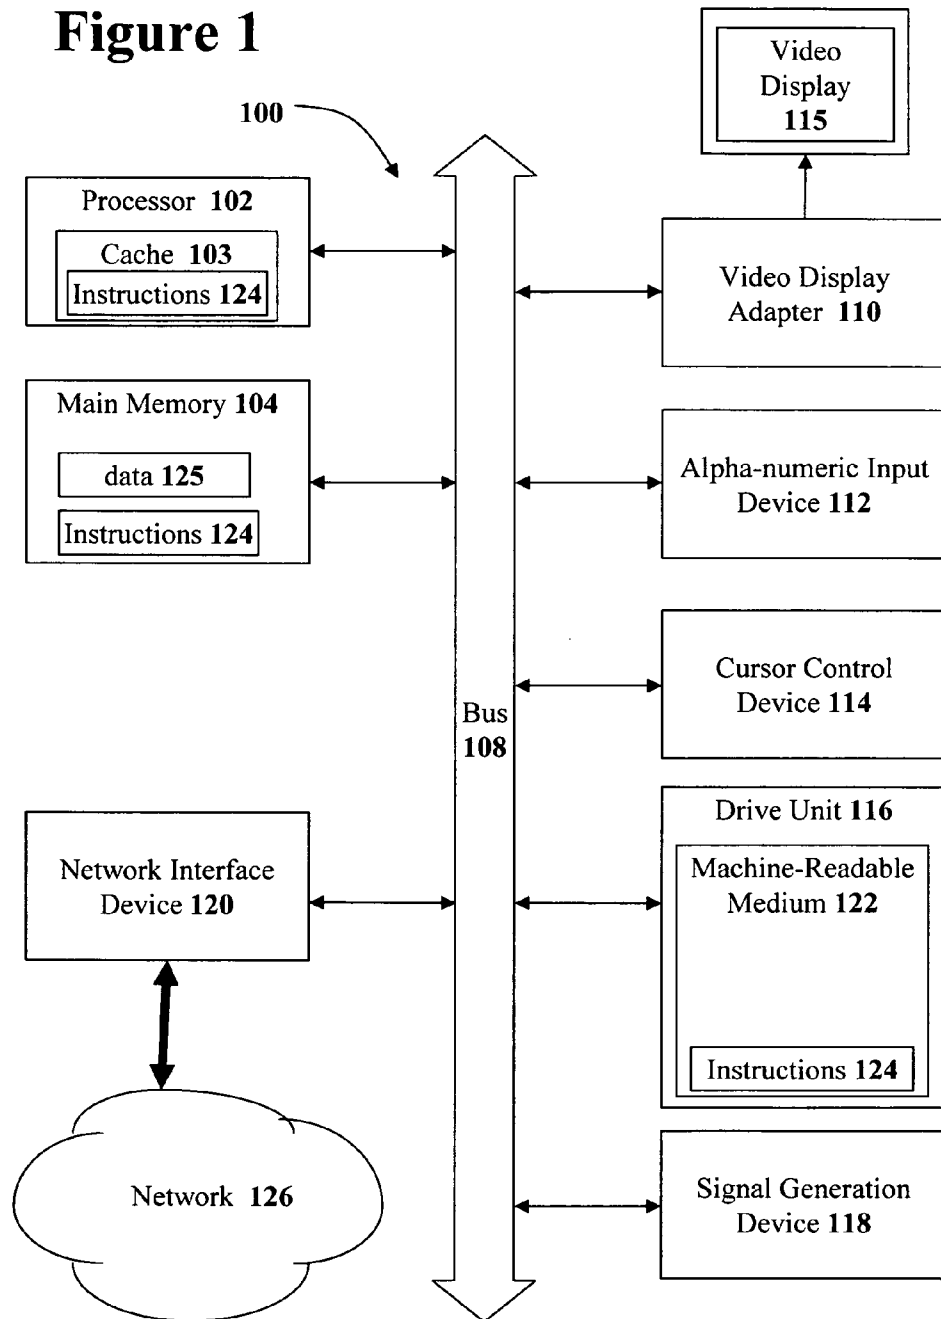 Figure 1
100
Processor 102
Cache 103
Instructions 124
Main Memory 104
data 125
Instructions 124
Network Interface
Device 120
Network 126
Bus
108
Video
Display
115
Video Display
Adapter 110
Alpha-numeric Input
Device 112
Cursor Control
Device 114
Drive Unit 116
Machine-Readable
Medium 122
Instructions 124
Signal Generation
Device 118